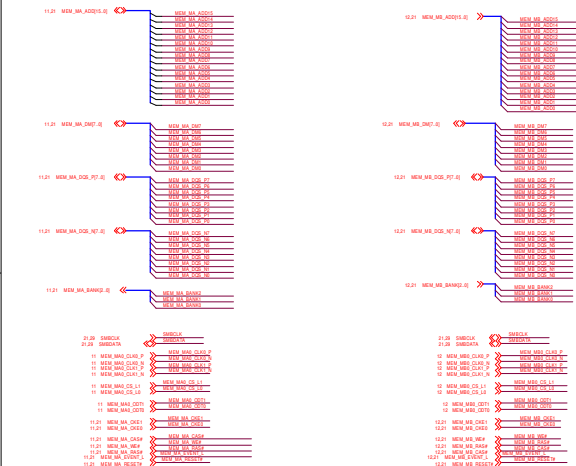 11,21 MEM_MA_ADD[15..0]
MEM_MA_ADD15
MEM_MA_ADD14
MEM_MA_ADD13
MEM_MA_ADD12
MEM_MA_ADD11
MEM_MA_ADD10
MEM_MA_ADD9
MEM_MA_ADD8
MEM_MA_ADD7
MEM_MA_ADD6
MEM_MA_ADD5
MEM_MA_ADD4
MEM_MA_ADD3
MEM_MA_ADD2
MEM_MA_ADD1
MEM_MA_ADD0
11,21 MEM_MA_DM[7..0]
MEM_MA_DM7
MEM_MA_DM6
MEM_MA_DM5
MEM_MA_DM4
MEM_MA_DM3
MEM_MA_DM2
MEM_MA_DM1
MEM_MA_DM0
11,21 MEM_MA_DQS_P[7..0]
MEM_MA_DQS_P7
MEM_MA_DQS_P6
MEM_MA_DQS_P5
MEM_MA_DQS_P4
MEM_MA_DQS_P3
MEM_MA_DQS_P2
MEM_MA_DQS_P1
MEM_MA_DQS_P0
11,21 MEM_MA_DQS_N[7..0]
MEM_MA_DQS_N7
MEM_MA_DQS_N6
MEM_MA_DQS_N5
MEM_MA_DQS_N4
MEM_MA_DQS_N3
MEM_MA_DQS_N2
MEM_MA_DQS_N1
MEM_MA_DQS_N0
11,21 MEM_MA_BANK[2..0]
MEM_MA_BANK2
MEM_MA_BANK1
MEM_MA_BANK0
21,29 SMBCLK SMBCLK
21,29 SMBDATA SMBDATA
11 MEM_MA0_CLK0_P MEM_MA0_CLK0_P
11 MEM_MA0_CLK0_N MEM_MA0_CLK0_N
11 MEM_MA0_CLK1_P MEM_MA0_CLK1_P
11 MEM_MA0_CLK1_N MEM_MA0_CLK1_N
11 MEM_MA0_CS_L1 MEM_MA0_CS_L1
11 MEM_MA0_CS_L0 MEM_MA0_CS_L0
11 MEM_MA0_ODT1 MEM_MA0_ODT1
11 MEM_MA0_ODT0 MEM_MA0_ODT0
11,21 MEM_MA_CKE1 MEM_MA_CKE1
11,21 MEM_MA_CKE0 MEM_MA_CKE0
11,21 MEM_MA_CAS# MEM_MA_CAS#
11,21 MEM_MA_WE# MEM_MA_WE#
11,21 MEM_MA_RAS# MEM_MA_RAS#
11,21 MEM_MA_EVENT_L MEM_MA_EVENT_L
11,21 MEM_MA_RESET# MEM_MA_RESET#
12,21 MEM_MB_ADD[15..0]
MEM_MB_ADD15
MEM_MB_ADD14
MEM_MB_ADD13
MEM_MB_ADD12
MEM_MB_ADD11
MEM_MB_ADD10
MEM_MB_ADD9
MEM_MB_ADD8
MEM_MB_ADD7
MEM_MB_ADD6
MEM_MB_ADD5
MEM_MB_ADD4
MEM_MB_ADD3
MEM_MB_ADD2
MEM_MB_ADD1
MEM_MB_ADD0
12,21 MEM_MB_DM[7..0]
MEM_MB_DM7
MEM_MB_DM6
MEM_MB_DM5
MEM_MB_DM4
MEM_MB_DM3
MEM_MB_DM2
MEM_MB_DM1
MEM_MB_DM0
12,21 MEM_MB_DQS_P[7..0]
MEM_MB_DQS_P7
MEM_MB_DQS_P6
MEM_MB_DQS_P5
MEM_MB_DQS_P4
MEM_MB_DQS_P3
MEM_MB_DQS_P2
MEM_MB_DQS_P1
MEM_MB_DQS_P0
12,21 MEM_MB_DQS_N[7..0]
MEM_MB_DQS_N7
MEM_MB_DQS_N6
MEM_MB_DQS_N5
MEM_MB_DQS_N4
MEM_MB_DQS_N3
MEM_MB_DQS_N2
MEM_MB_DQS_N1
MEM_MB_DQS_N0
12,21 MEM_MB_BANK[2..0]
MEM_MB_BANK2
MEM_MB_BANK1
MEM_MB_BANK0
21,29 SMBCLK SMBCLK
21,29 SMBDATA SMBDATA
12 MEM_MB0_CLK0_P MEM_MB0_CLK0_P
12 MEM_MB0_CLK0_N MEM_MB0_CLK0_N
12 MEM_MB0_CLK1_P MEM_MB0_CLK1_P
12 MEM_MB0_CLK1_N MEM_MB0_CLK1_N
12 MEM_MB0_CS_L1 MEM_MB0_CS_L1
12 MEM_MB0_CS_L0 MEM_MB0_CS_L0
12 MEM_MB0_ODT1 MEM_MB0_ODT1
12 MEM_MB0_ODT0 MEM_MB0_ODT0
12,21 MEM_MB_CKE1 MEM_MB_CKE1
12,21 MEM_MB_CKE0 MEM_MB_CKE0
12,21 MEM_MB_WE# MEM_MB_WE#
12,21 MEM_MB_RAS# MEM_MB_RAS#
12,21 MEM_MB_CAS# MEM_MB_CAS#
12,21 MEM_MB_EVENT_L MEM_MB_EVENT_L
12,21 MEM_MB_RESET# MEM_MB_RESET#